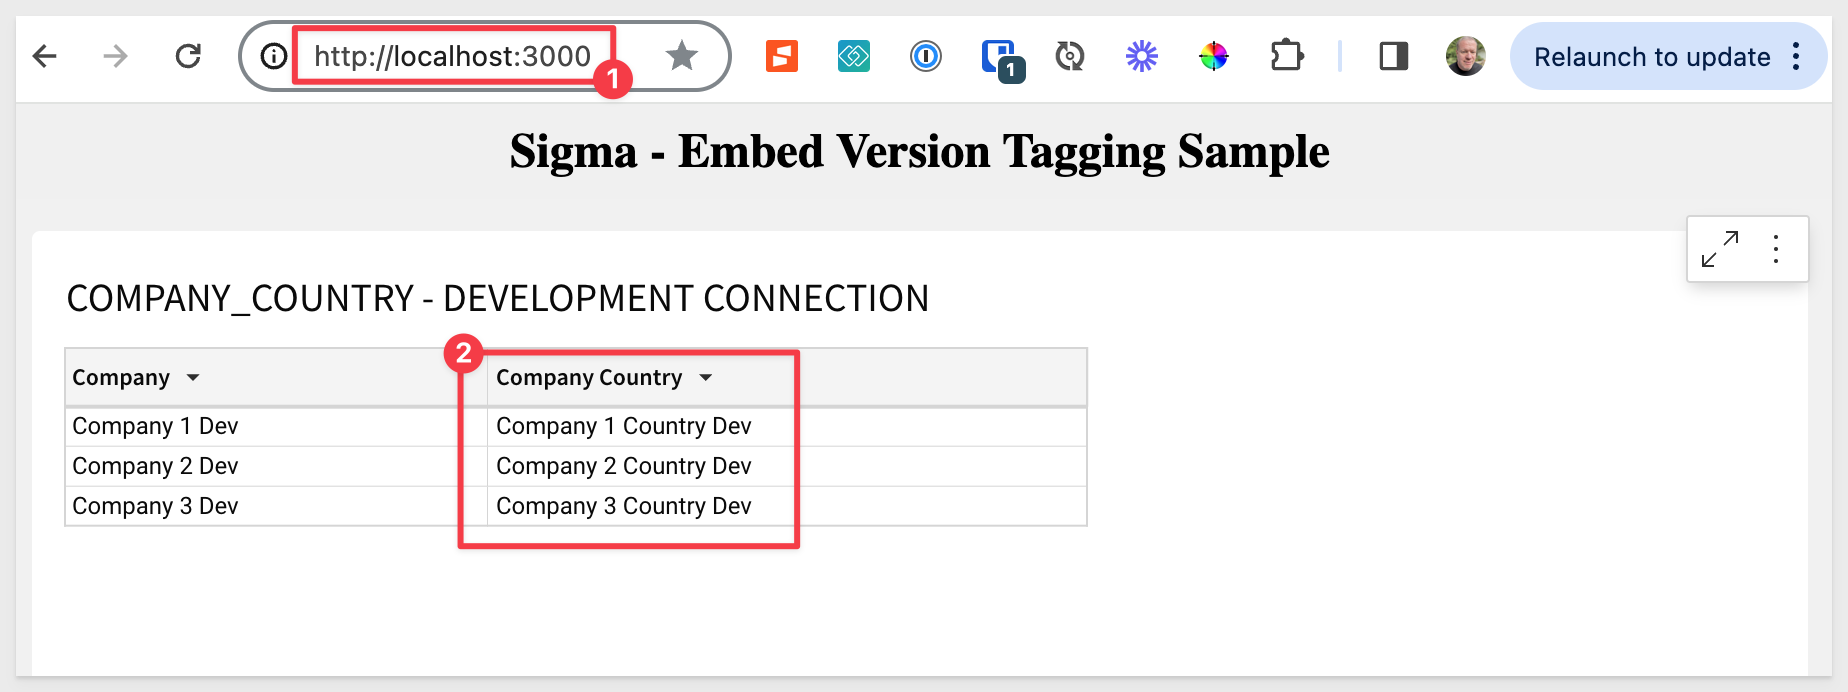 http://localhost:3000
1
1
Relaunch to update
Sigma - Embed Version Tagging Sample
COMPANY_COUNTRY - DEVELOPMENT CONNECTION
2
Company Company Country
Company 1 Dev Company 1 Country Dev
Company 2 Dev Company 2 Country Dev
Company 3 Dev Company 3 Country Dev